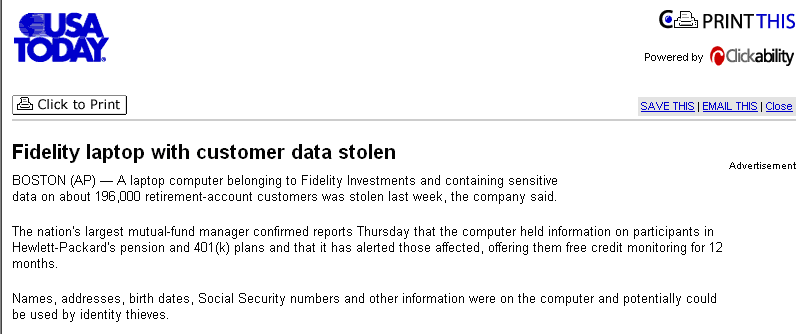 USA
TODAY
PRINTTHIS
Powered by Clickability
Click to Print
SAVE THIS | EMAIL THIS | Close
Fidelity laptop with customer data stolen
Advertisement
BOSTON (AP) — A laptop computer belonging to Fidelity Investments and containing sensitive
data on about 196,000 retirement-account customers was stolen last week, the company said.
The nation's largest mutual-fund manager confirmed reports Thursday that the computer held information on participants in
Hewlett-Packard's pension and 401(k) plans and that it has alerted those affected, offering them free credit monitoring for 12
months.
Names, addresses, birth dates, Social Security numbers and other information were on the computer and potentially could
be used by identity thieves.